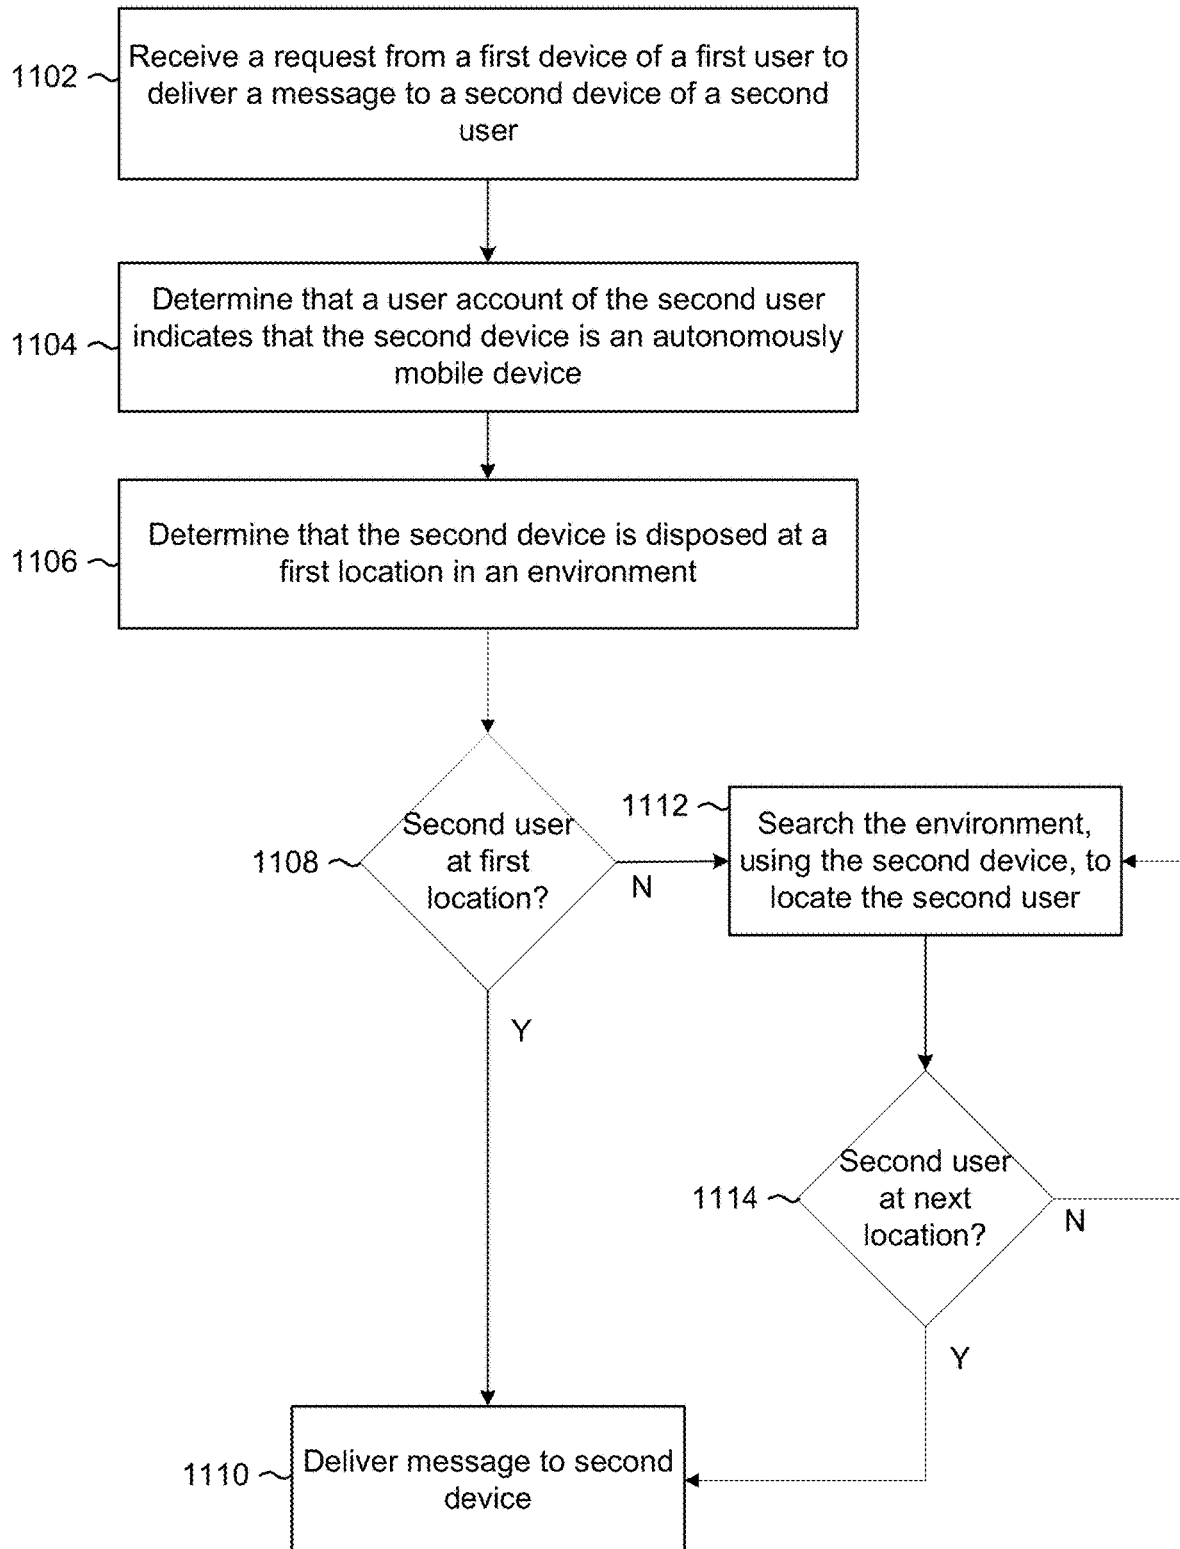 1102
Receive a request from a first device of a first user to
deliver a message to a second device of a second
user
1104
Determine that a user account of the second user
indicates that the second device is an autonomously
mobile device
1106
Determine that the second device is disposed at a
first location in an environment
1108
Second user
at first
location?
N
Y
1112
Search the environment,
using the second device, to
locate the second user
1114
Second user
at next
location?
N
Y
1110
Deliver message to second
device